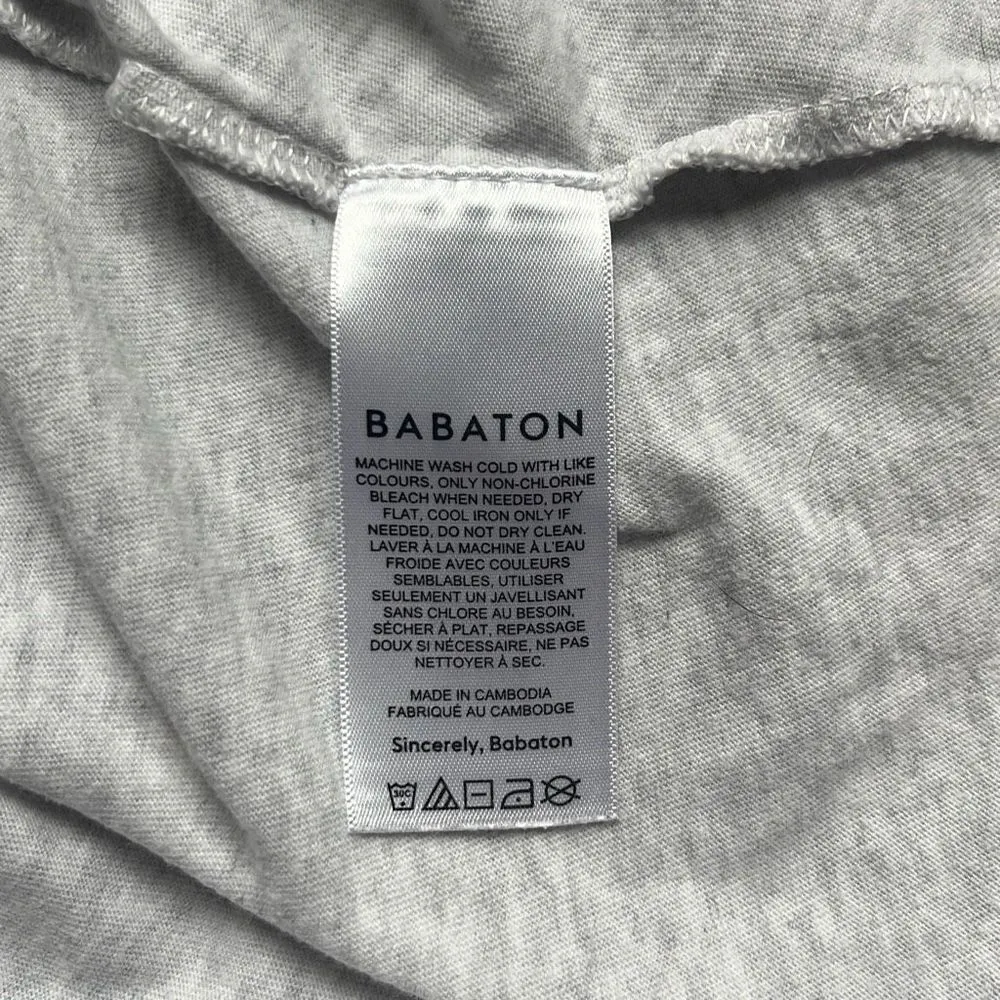 BABATON
MACHINE WASH COLD WITH LIKE
COLOURS, ONLY NON-CHLORINE
BLEACH WHEN NEEDED, DRY
FLAT, COOL IRON ONLY IF
NEEDED, DO NOT DRY CLEAN.
LAVER À LA MACHINE À L'EAU
FROIDE AVEC COULEURS
SEMBLABLES, UTILISER
SEULEMENT UN JAVELLISANT
SANS CHLORE AU BESOIN,
SÉCHER À PLAT, REPASSAGE
DOUX SI NÉCESSAIRE, NE PAS
NETTOYER À SEC.
MADE IN CAMBODIA
FABRIQUÉ AU CAMBODGE
Sincerely, Babaton
30C